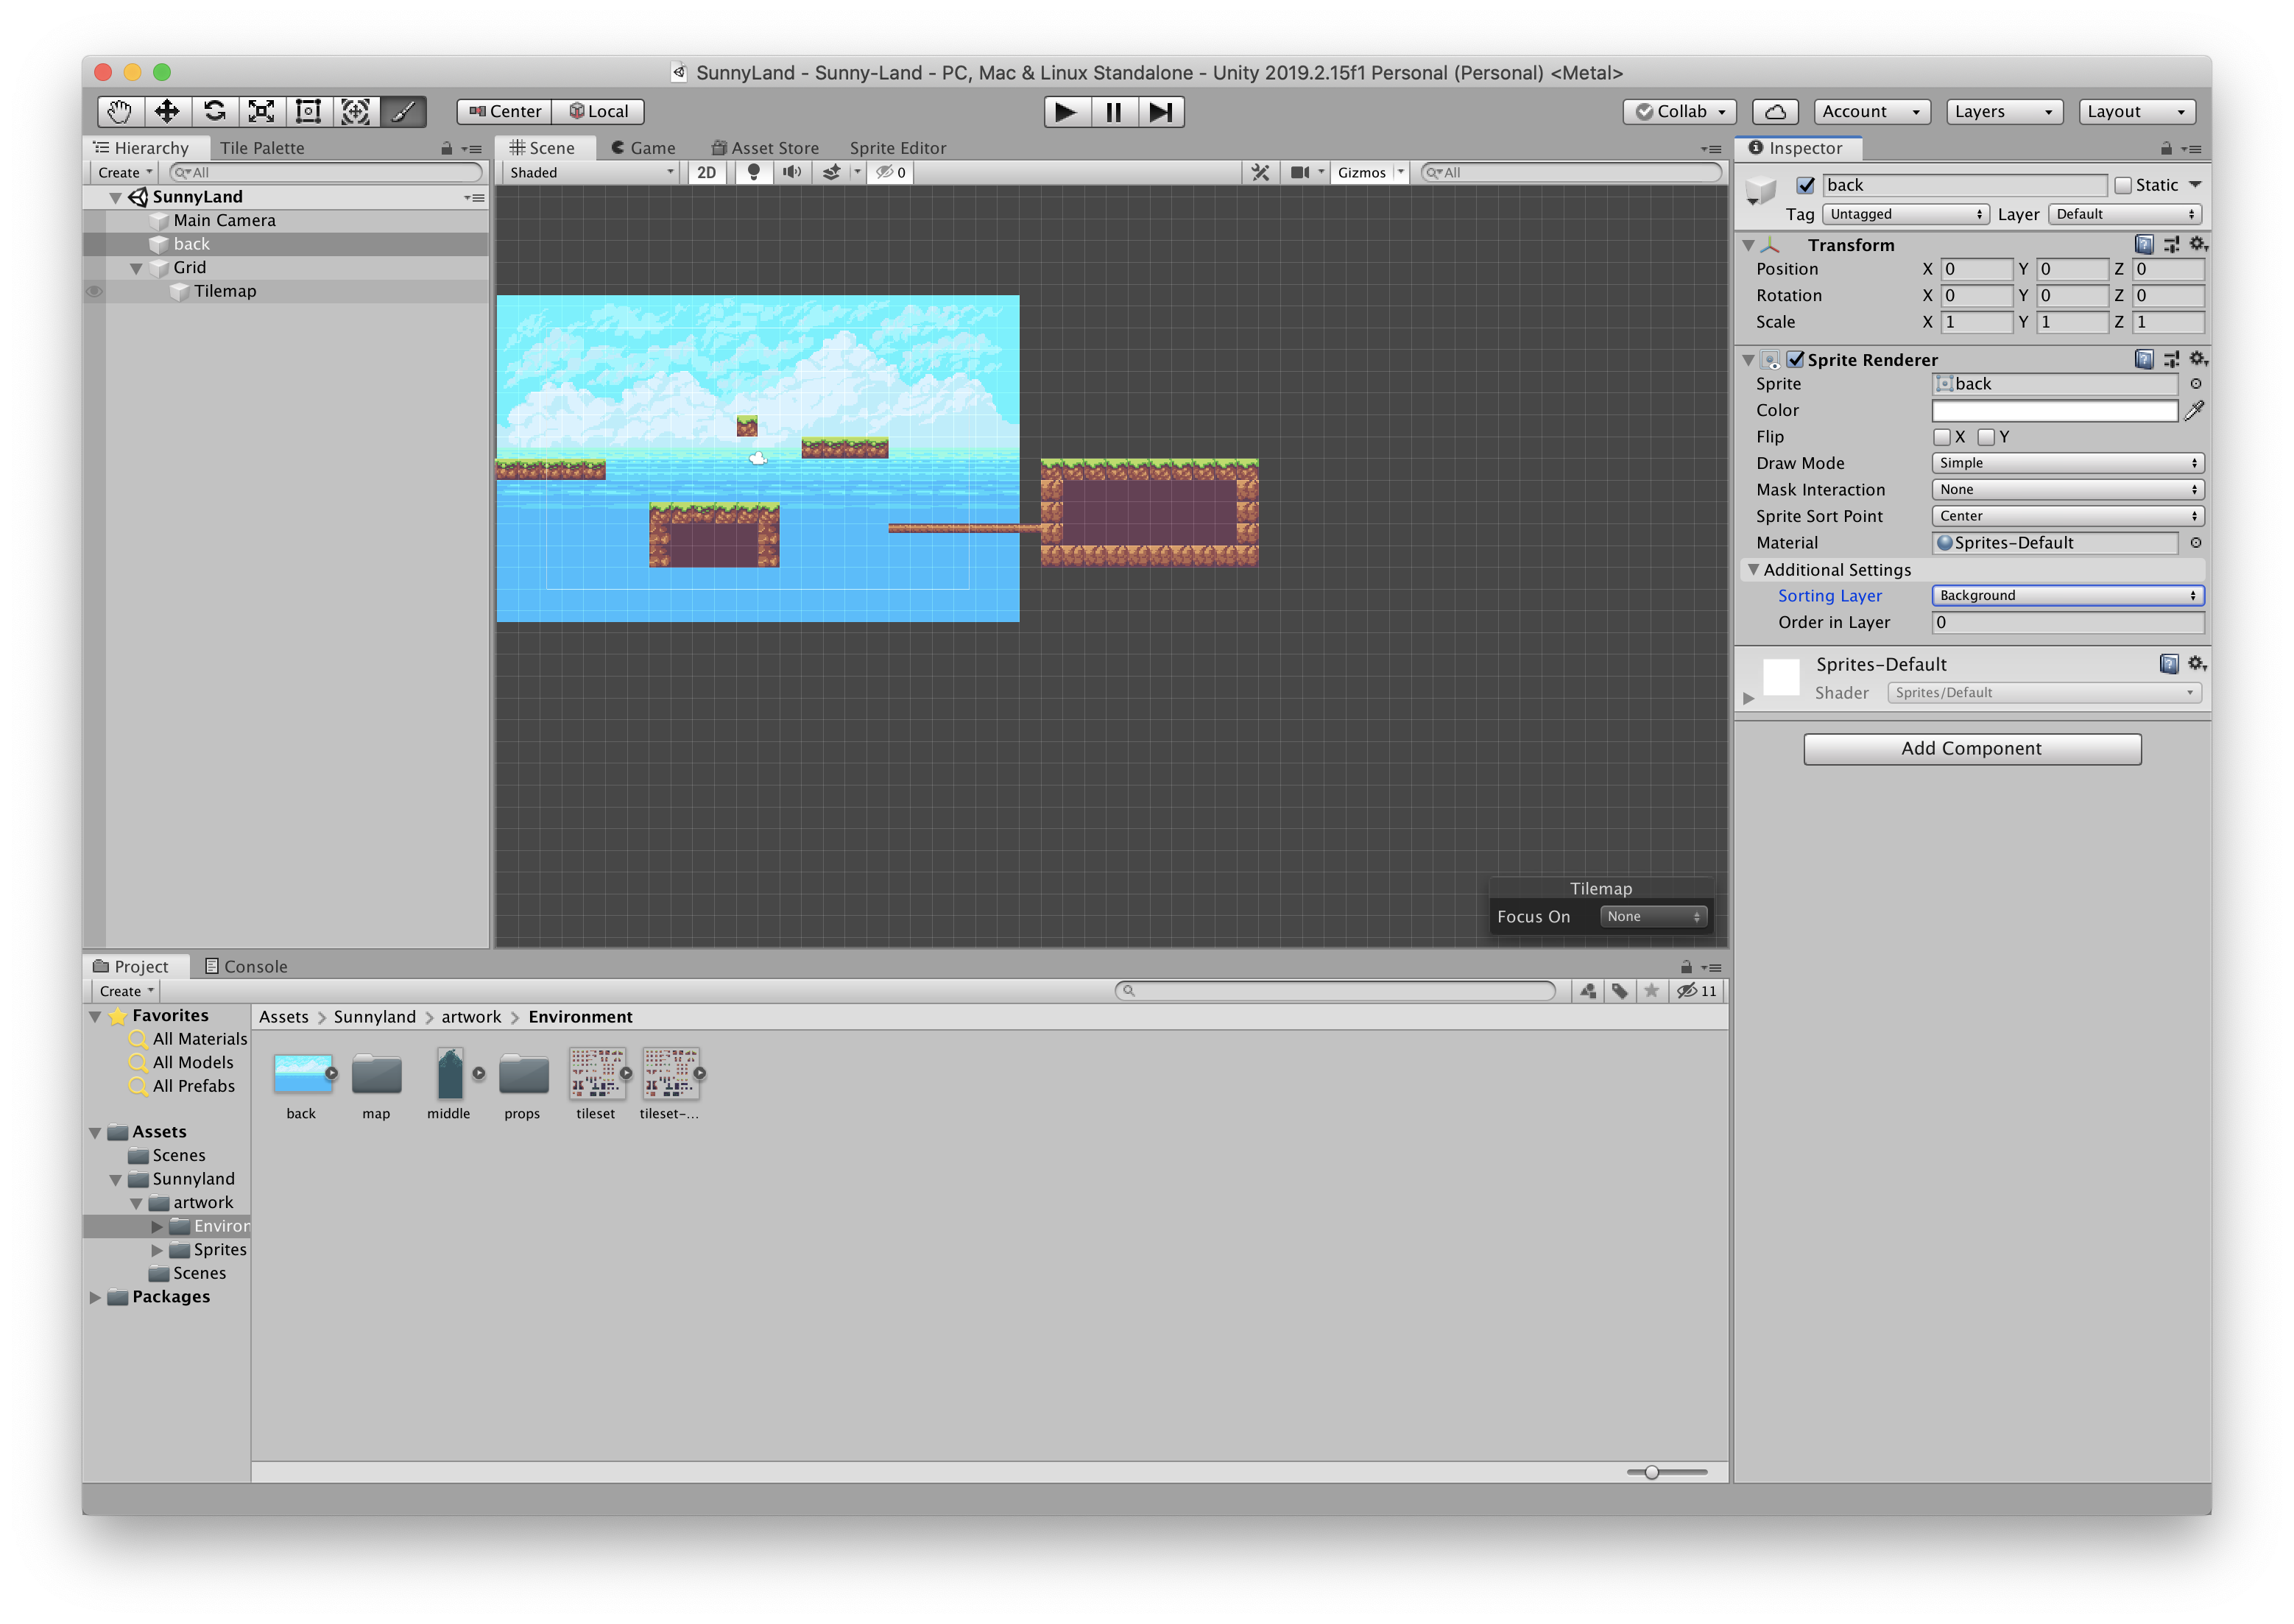 SunnyLand - Sunny-Land - PC, Mac & Linux Standalone - Unity 2019.2.15f1 Personal (Personal) <Metal>
Center Local Collab Account Layers Layout
Hierarchy Tile Palette
Create All
SunnyLand
Main Camera
back
Grid
Tilemap
Scene Game Asset Store Sprite Editor
Shaded 2D 0 Gizmos All
Tilemap
Focus On None
Inspector
back Static
Tag Untagged Layer Default
Transform
Position X 0 Y 0 Z 0
Rotation X 0 Y 0 Z 0
Scale X 1 Y 1 Z 1
Sprite Renderer
Sprite back
Color
Flip X Y
Draw Mode Simple
Mask Interaction None
Sprite Sort Point Center
Material Sprites-Default
Additional Settings
Sorting Layer Background
Order in Layer 0
Sprites-Default
Shader Sprites/Default
Add Component
Project Console
Create 11
Favorites
All Materials
All Models
All Prefabs
Assets
Scenes
Sunnyland
artwork
Environ
Sprites
Scenes
Packages
Assets > Sunnyland > artwork > Environment
back map middle props tileset tileset-...